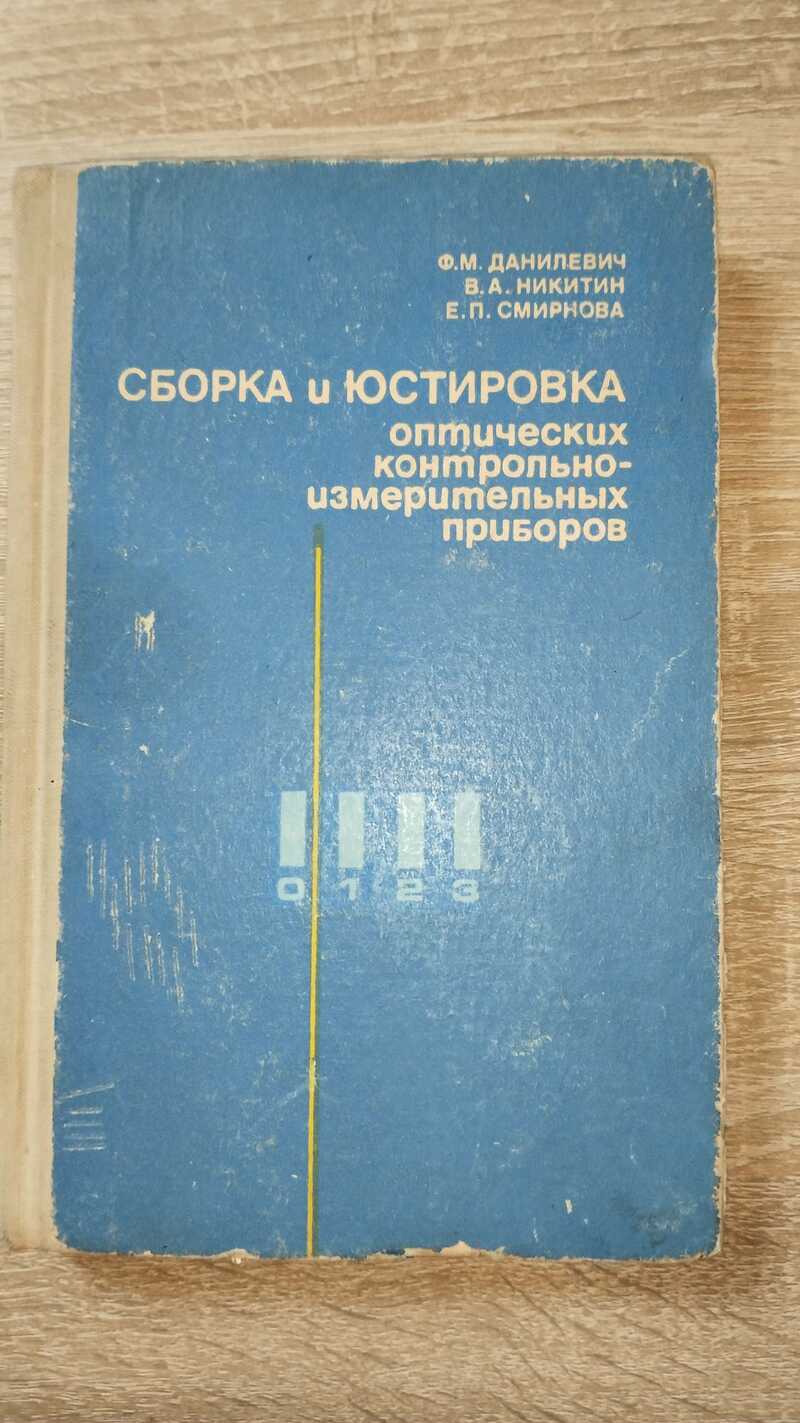 Ф.М. ДАНИЛЕВИЧ
В.А. НИКИТИН
Е.П. СМИРНОВА
СБОРКА и ЮСТИРОВКА
оптических
контрольно-
измерительных
приборов
0 1 2 3